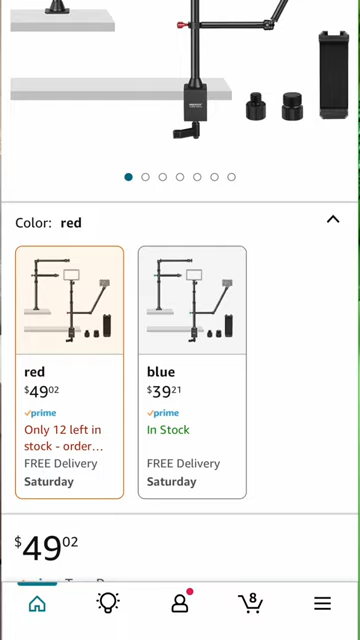 Color: red
red
$49 02
prime
Only 12 left in
stock - order...
FREE Delivery
Saturday
blue
$39 21
prime
In Stock
FREE Delivery
Saturday
$49 02
8